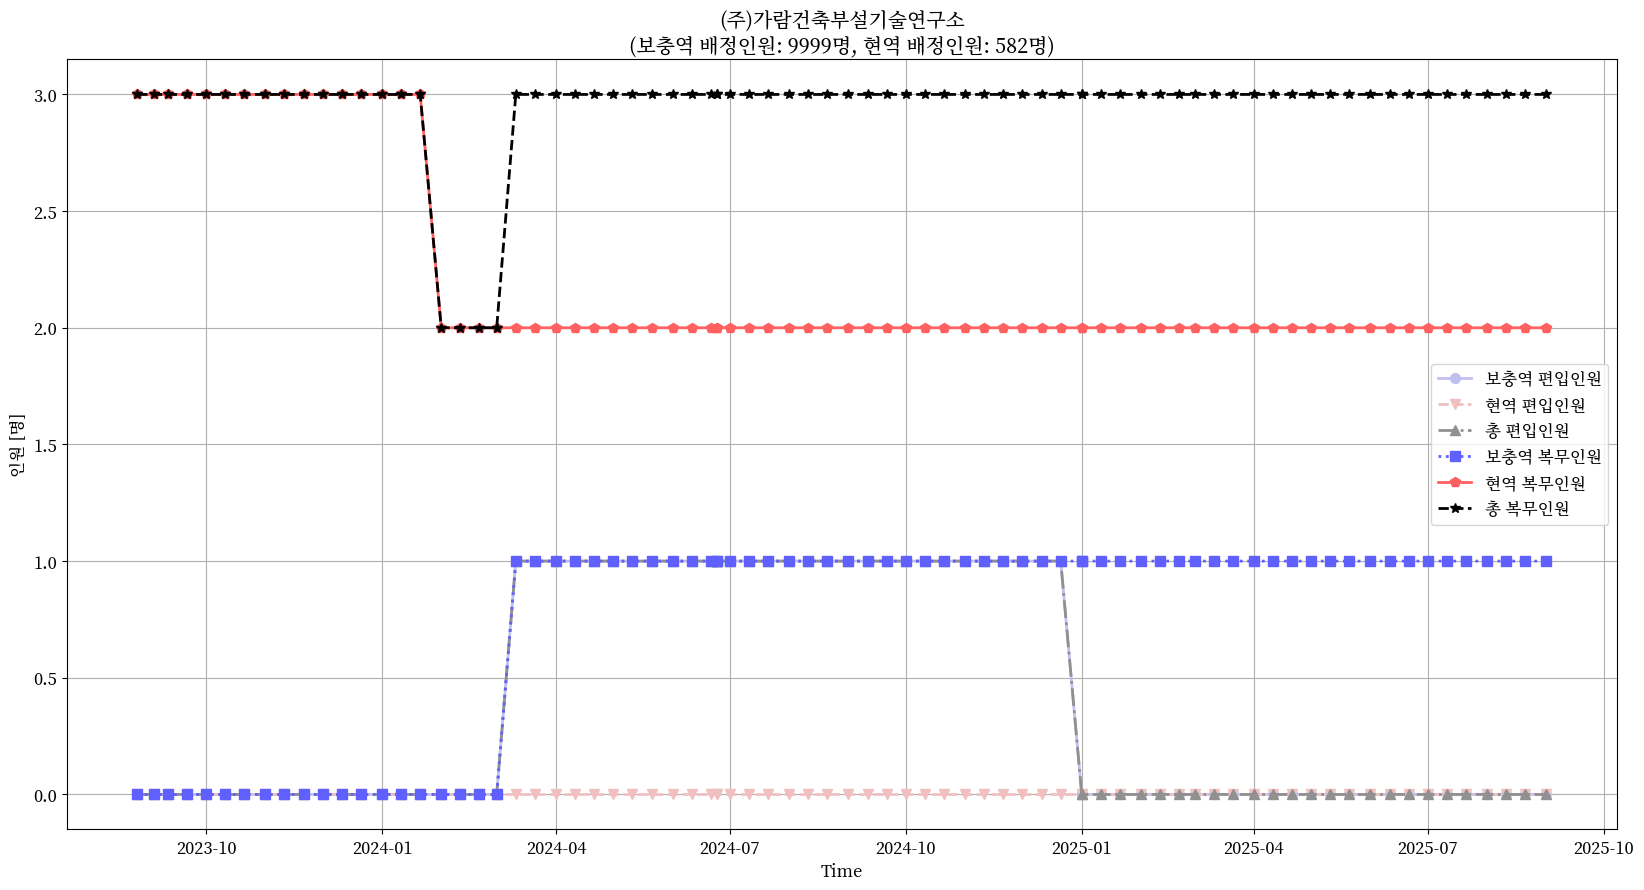 (주)가람건축부설기술연구소
(보충역 배정인원: 9999명, 현역 배정인원: 582명)
인원 [명]
3.0
2.5
2.0
1.5
1.0
0.5
0.0
보충역 편입인원
현역 편입인원
총 편입인원
보충역 복무인원
현역 복무인원
총 복무인원
2023-10
2024-01
2024-04
2024-07
2024-10
2025-01
2025-04
2025-07
2025-10
Time